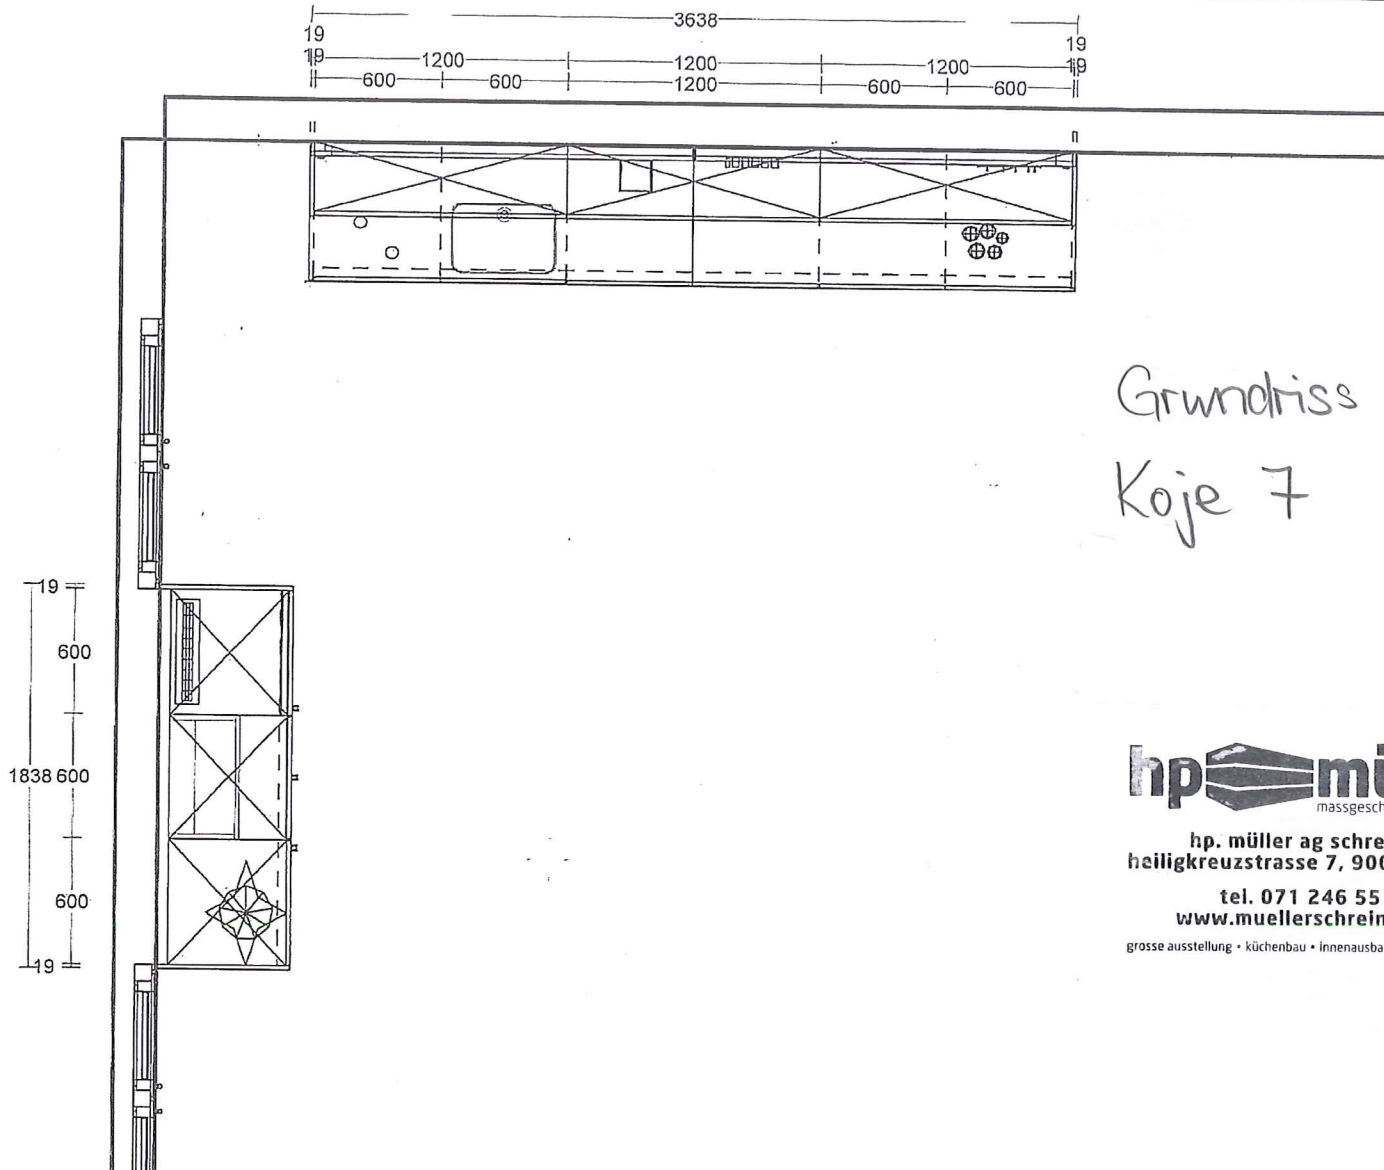 3638
19
19
19
19
1200
1200
1200
600
600
1200
600
600
Grundriss
Koje 7
19
600
1838 600
600
19
hp mü
massgesch
hp. müller ag schre
heiligkreuzstrasse 7, 900
tel. 071 246 55
www.muellerschrein
grosse ausstellung • küchenbau • innenausba